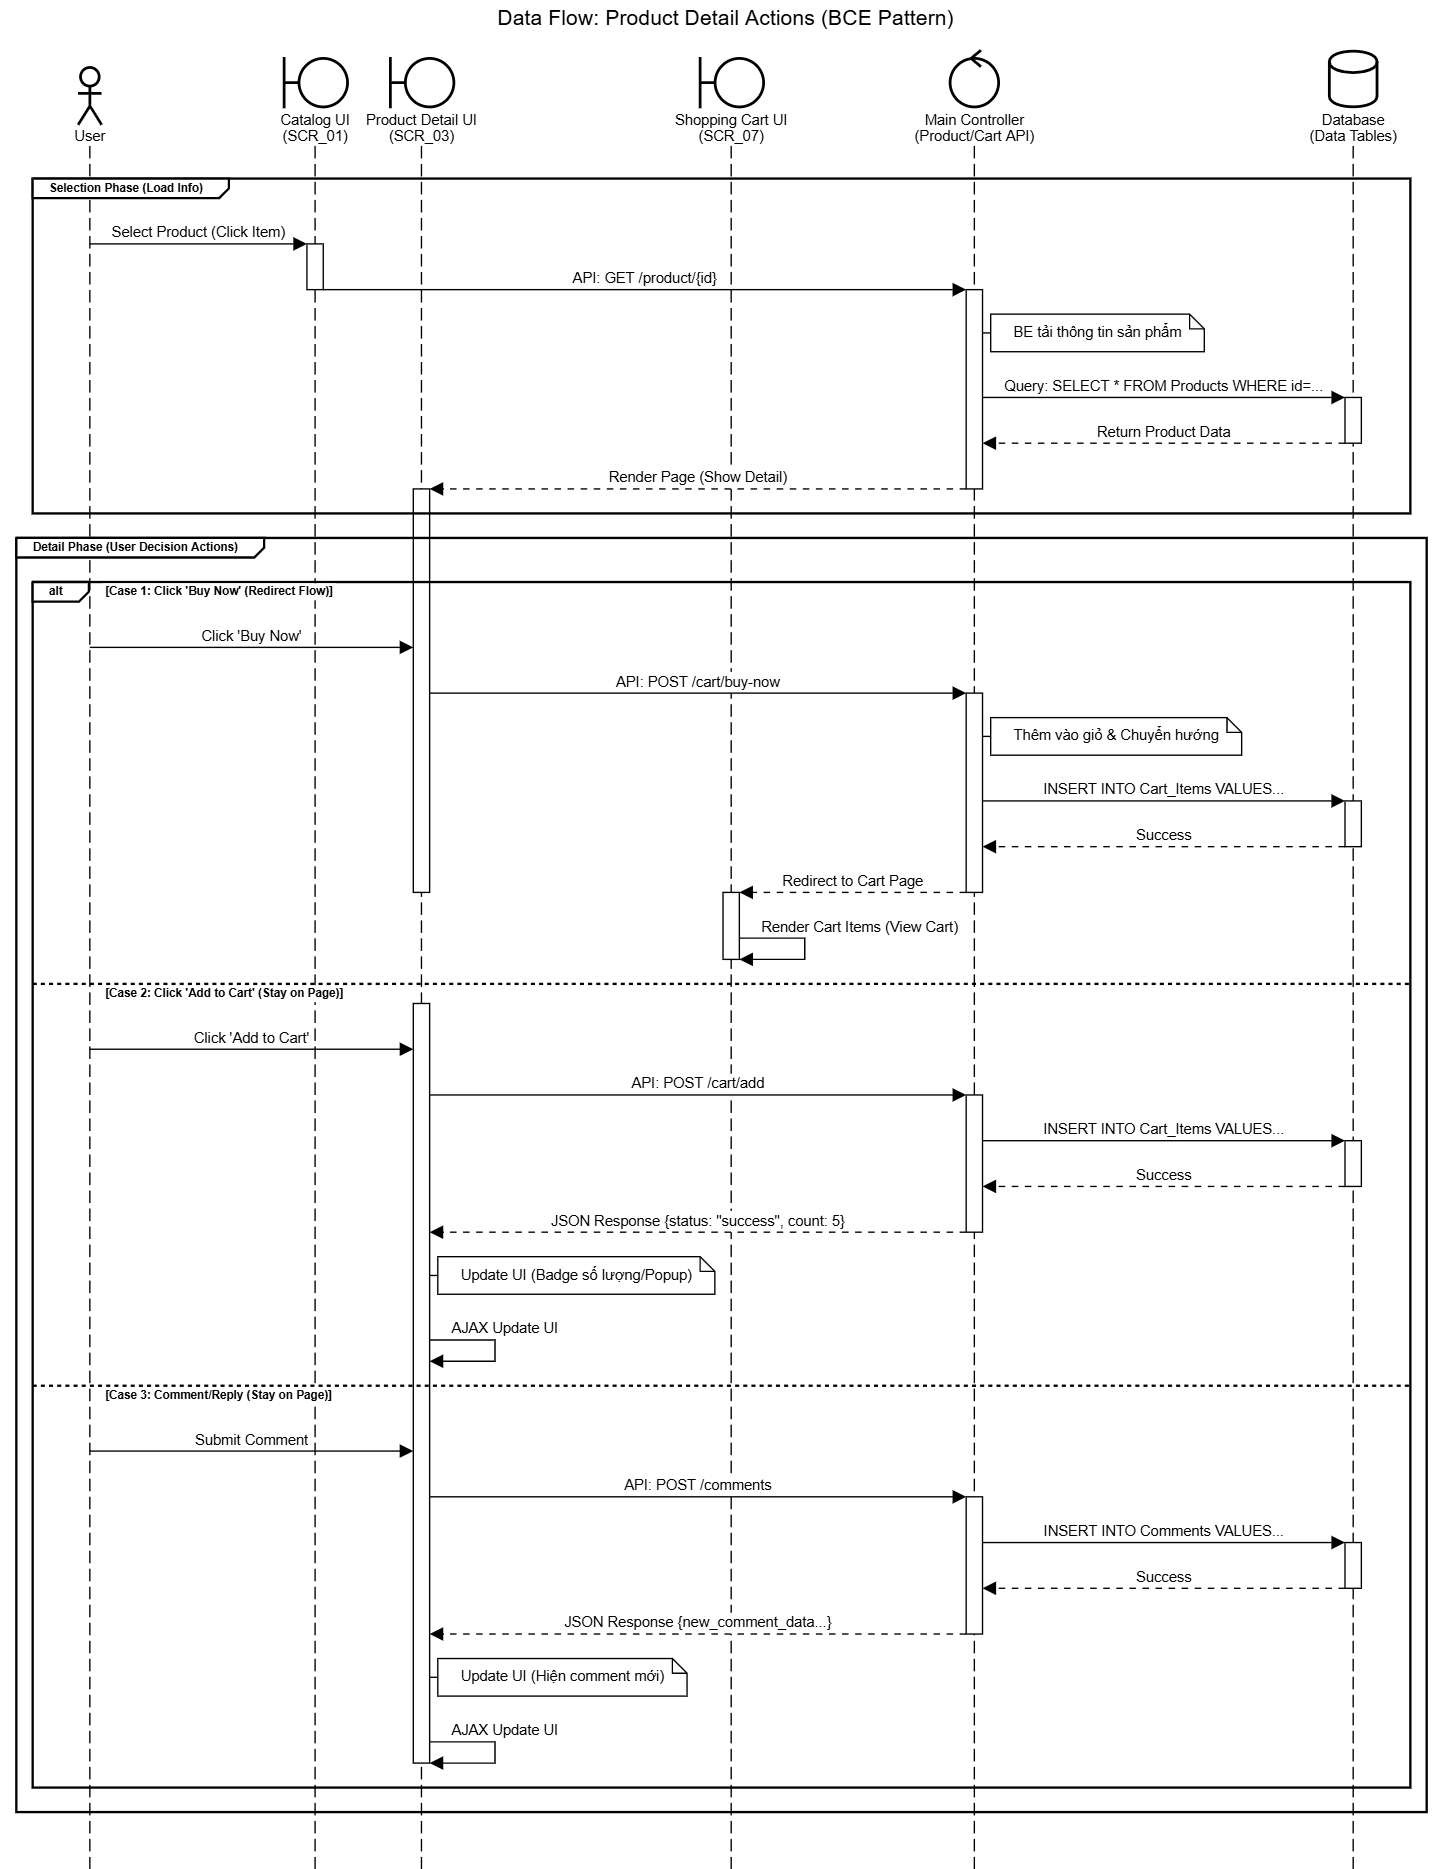 Data Flow: Product Detail Actions (BCE Pattern)
User
Catalog UI
(SCR_01)
Product Detail UI
(SCR_03)
Shopping Cart UI
(SCR_07)
Main Controller
(Product/Cart API)
Database
(Data Tables)
Selection Phase (Load Info)
Select Product (Click Item)
API: GET /product/{id}
BE tải thông tin sản phẩm
Query: SELECT * FROM Products WHERE id=...
Return Product Data
Render Page (Show Detail)
Detail Phase (User Decision Actions)
alt
[Case 1: Click 'Buy Now' (Redirect Flow)]
Click 'Buy Now'
API: POST /cart/buy-now
Thêm vào giỏ & Chuyển hướng
INSERT INTO Cart_Items VALUES...
Success
Redirect to Cart Page
Render Cart Items (View Cart)
[Case 2: Click 'Add to Cart' (Stay on Page)]
Click 'Add to Cart'
API: POST /cart/add
INSERT INTO Cart_Items VALUES...
Success
JSON Response {status: "success", count: 5}
Update UI (Badge số lượng/Popup)
AJAX Update UI
[Case 3: Comment/Reply (Stay on Page)]
Submit Comment
API: POST /comments
INSERT INTO Comments VALUES...
Success
JSON Response {new_comment_data...}
Update UI (Hiện comment mới)
AJAX Update UI